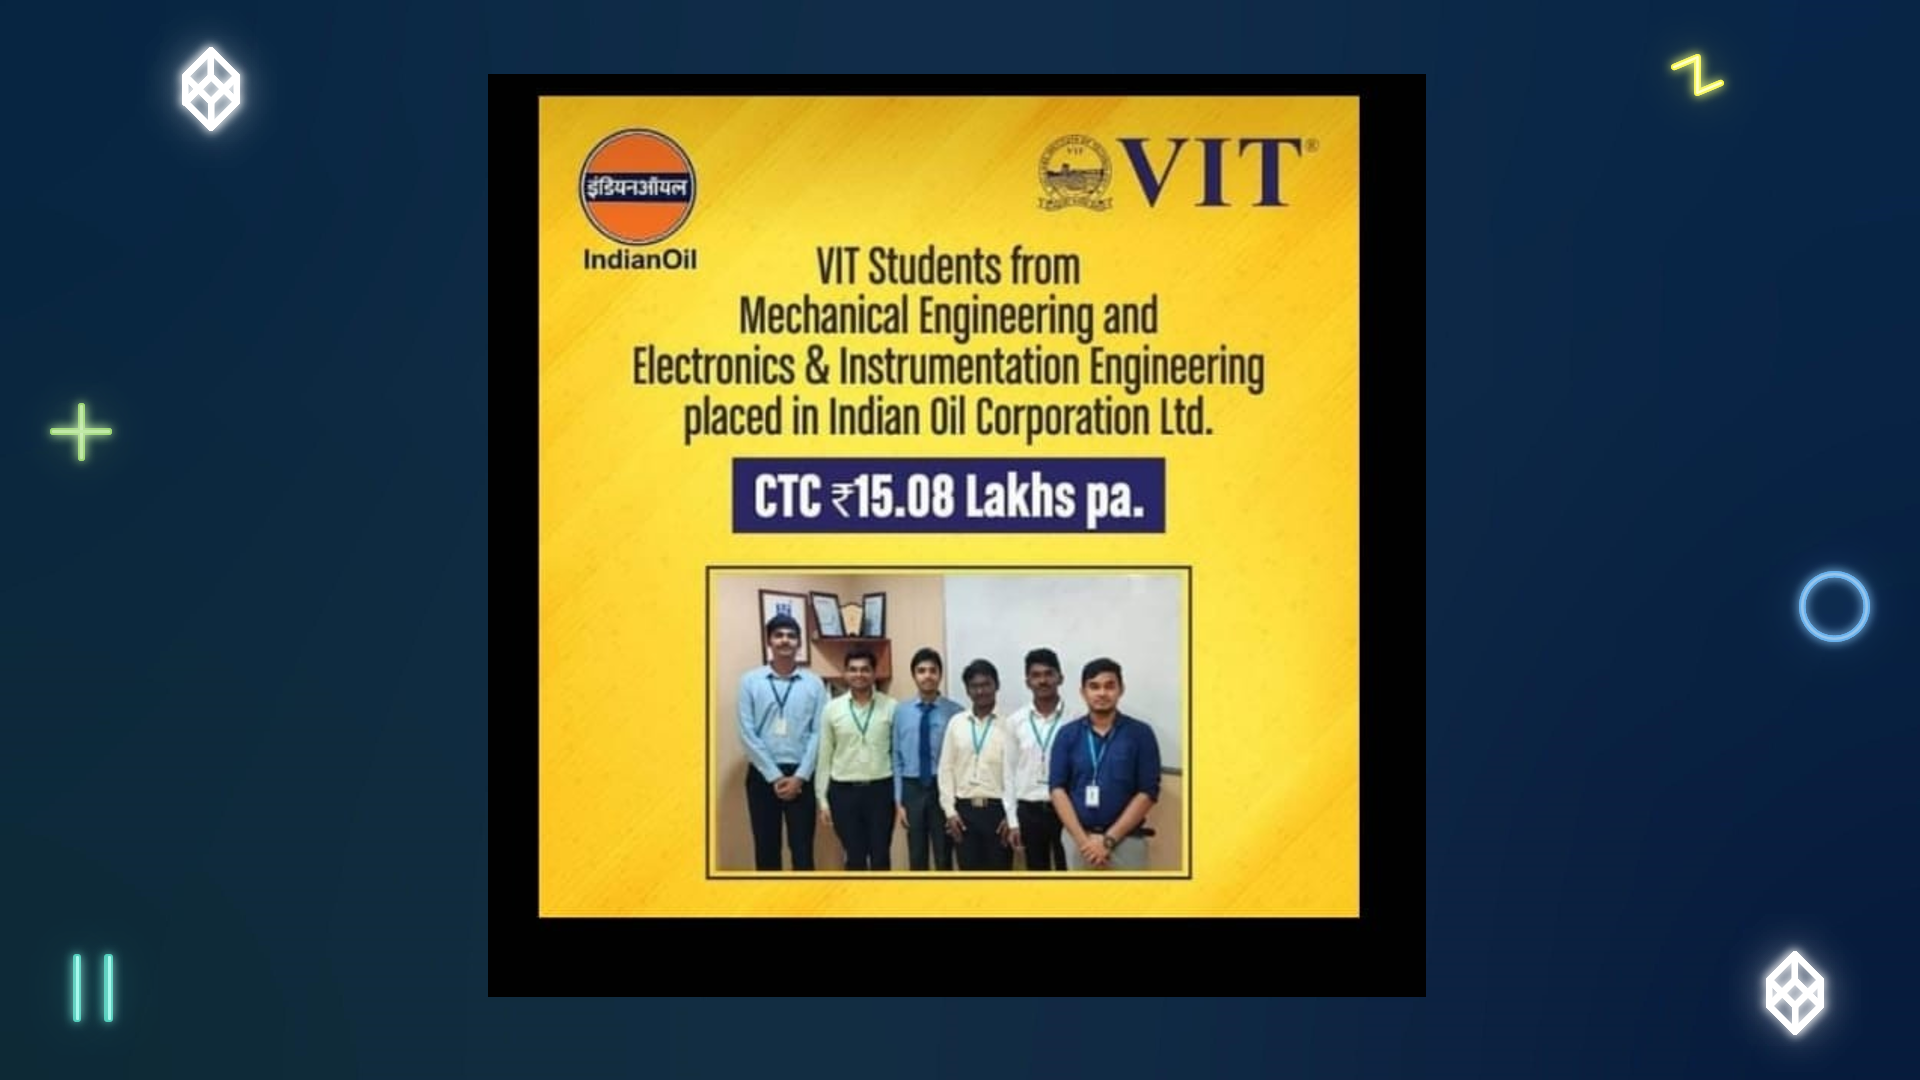 इंडियनऑयल
IndianOil
VIT
VIT®
VIT Students from
Mechanical Engineering and
Electronics & Instrumentation Engineering
placed in Indian Oil Corporation Ltd.
CTC ₹15.08 Lakhs pa.